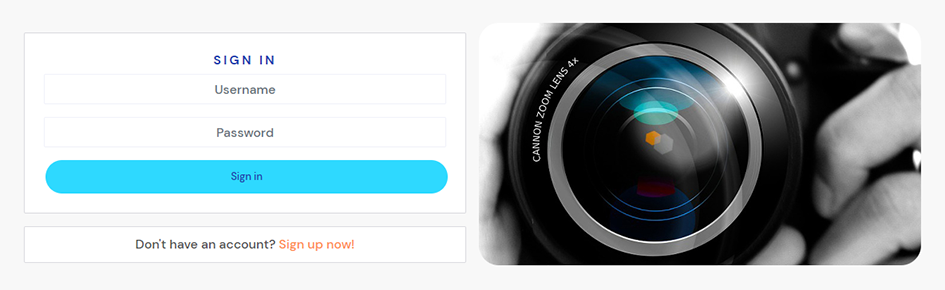 SIGN IN
Username
Password
Sign in
Don't have an account? Sign up now!
CANNON ZOOM LENS 4x